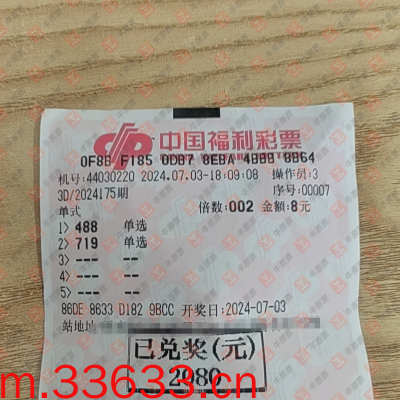 中国福利彩票
0F8B F185 0DB7 8EBA 4B0B 8B64
机号:44030220 2024.07.03-18:09:08 操作员:3
3D/2024175期 序号:00007
单式 倍数:002 金额:8元
1> 488 单选
2> 719 单选
3> --- --
4> --- --
5> --- --
86DE 8633 D182 9BCC 开奖日:2024-07-03
站地址
已兑奖(元)
2080
m.33633.cn